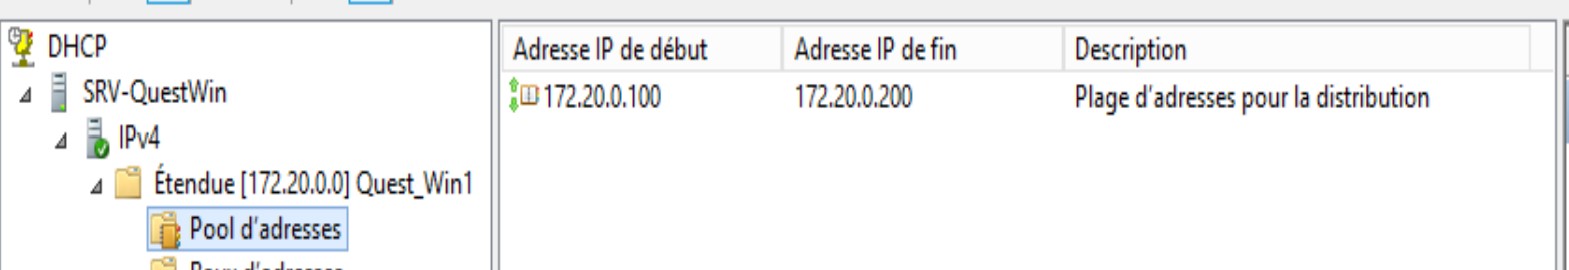 DHCP
SRV-QuestWin
IPv4
Étendue [172.20.0.0] Quest_Win1
Pool d'adresses
Adresse IP de début Adresse IP de fin Description
172.20.0.100 172.20.0.200 Plage d'adresses pour la distribution